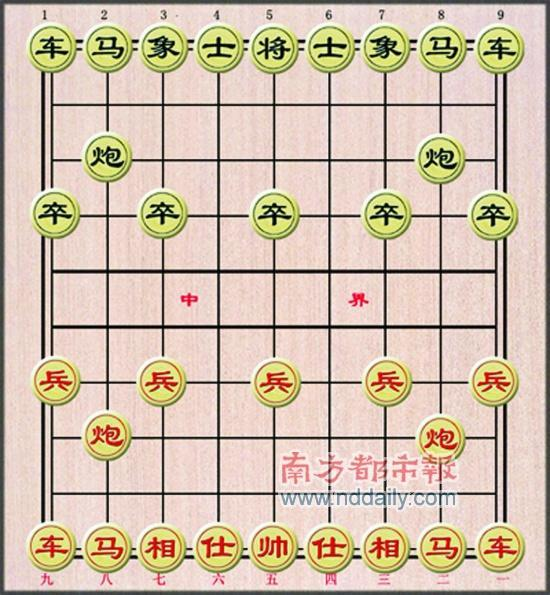 1 2 3 4 5 6 7 8 9
车马象士将士象马车
炮 炮
卒 卒 卒 卒 卒
中 界
兵 兵 兵 兵 兵
炮 炮
南方都市報
www.nddaily.com
车马相仕帅仕相马车
九 八 七 六 五 四 三 二 一